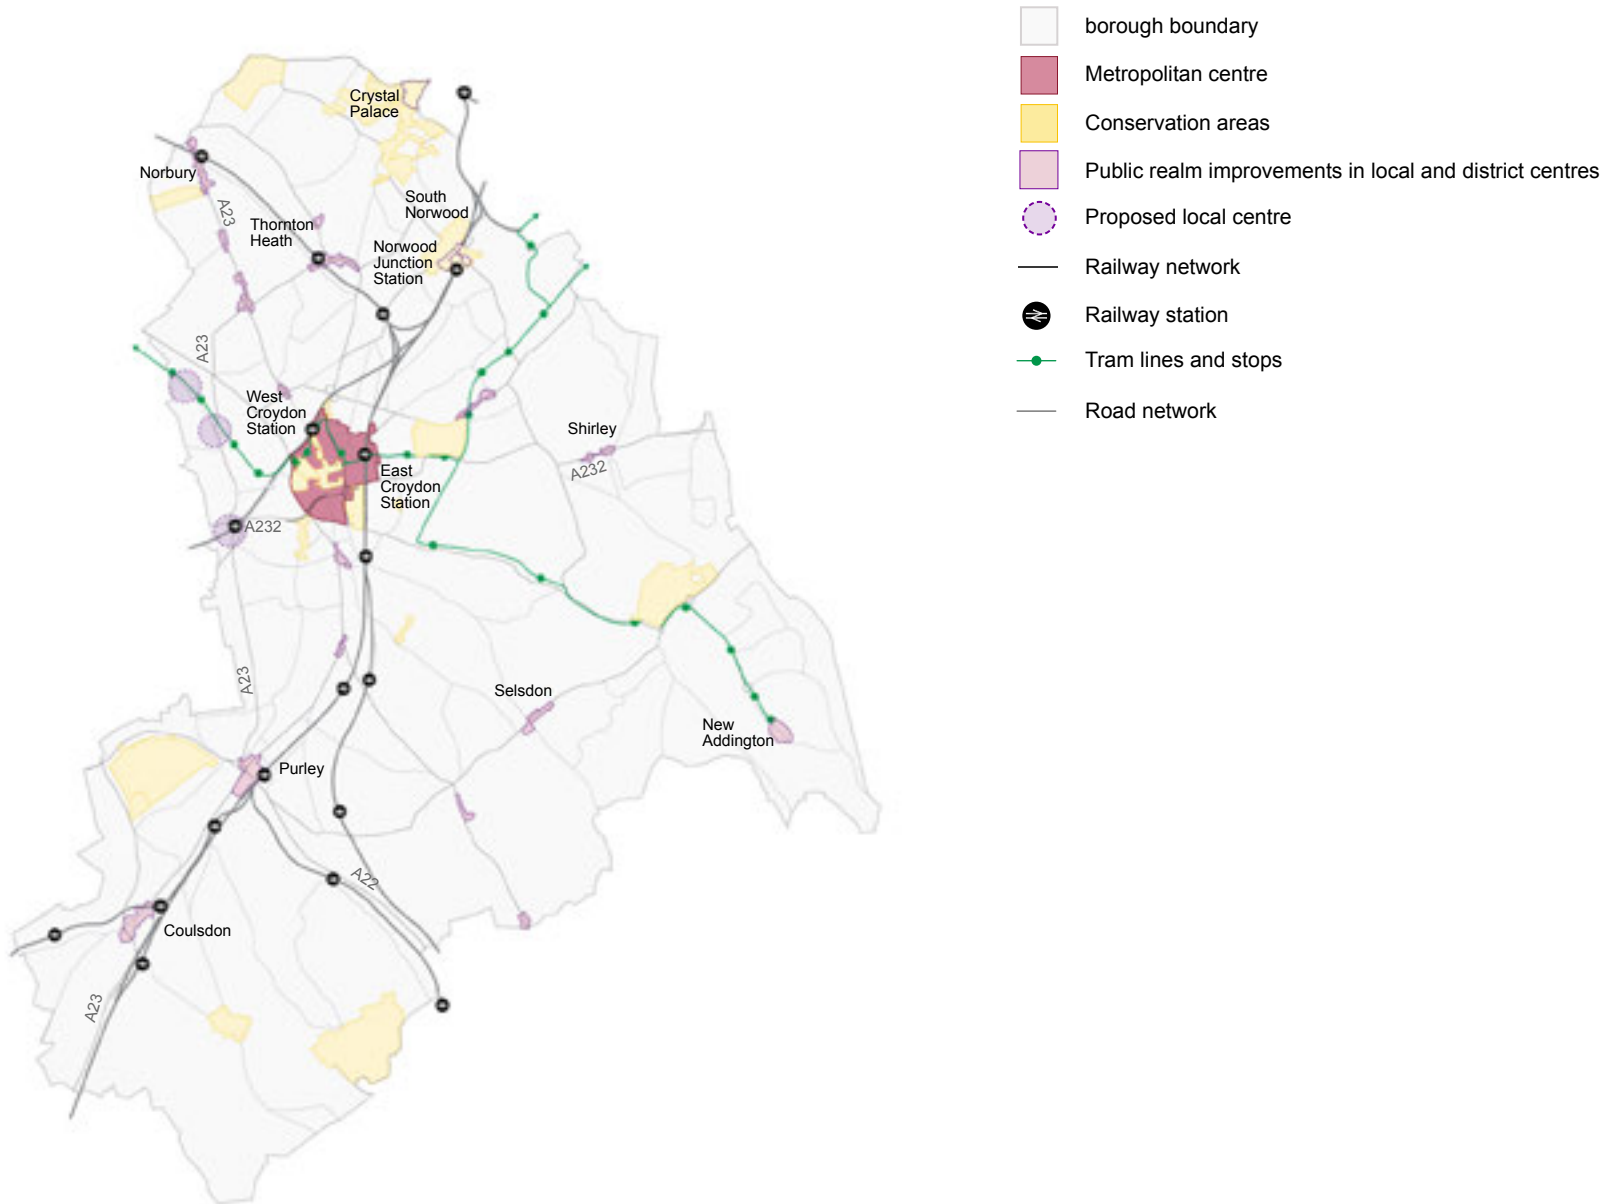 borough boundary
Metropolitan centre
Conservation areas
Public realm improvements in local and district centres
Proposed local centre
Railway network
Railway station
Tram lines and stops
Road network
Crystal
Palace
Norbury
A23
South
Norwood
Thornton
Heath
Norwood
Junction
Station
A23
West
Croydon
Station
Shirley
A232
East
Croydon
Station
A232
A23
Selsdon
New
Addington
Purley
A22
Coulsdon
A23